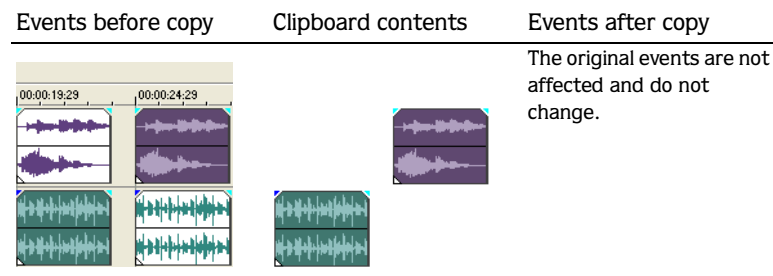 Events before copy Clipboard contents Events after copy
The original events are not
affected and do not
change.
00:00:19:29 00:00:24:29